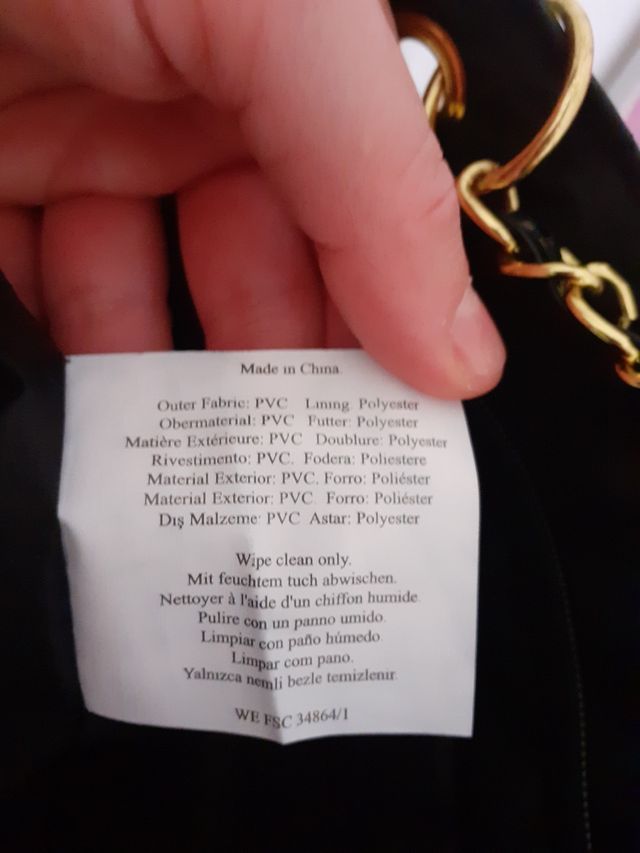 Made in China.
Outer Fabric: PVC Lining: Polyester
Obermaterial: PVC Futter: Polyester
Matière Extérieure: PVC Doublure: Polyester
Rivestimento: PVC. Fodera: Poliestere
Material Exterior: PVC. Forro: Poliéster
Material Exterior: PVC. Forro: Poliéster
Dış Malzeme: PVC Astar: Polyester
Wipe clean only.
Mit feuchtem tuch abwischen.
Nettoyer à l'aide d'un chiffon humide.
Pulire con un panno umido.
Limpiar con paño húmedo.
Limpar com pano.
Yalnızca nemli bezle temizlenir.
WE FSC 34864/1